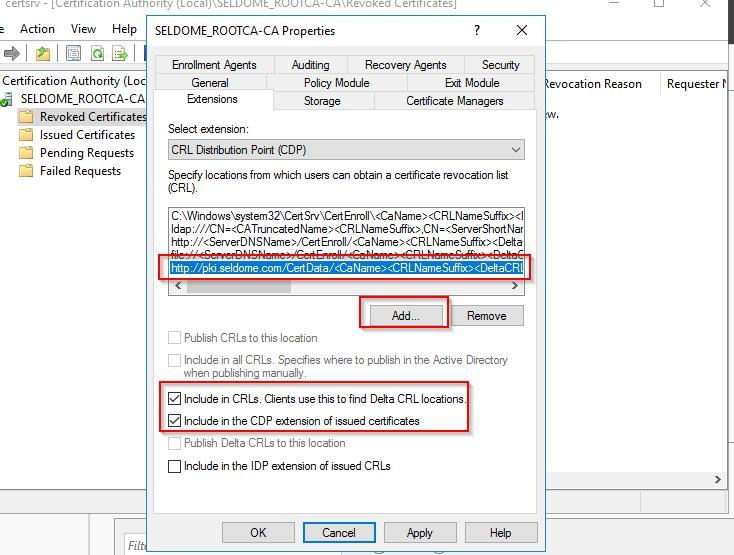 certsrv - [Certification Authority (Local)\SELDOME_ROOTCA-CA\Revoked Certificates]
Action View Help
Certification Authority (Loc
SELDOME_ROOTCA-CA
Revoked Certificates
Issued Certificates
Pending Requests
Failed Requests
Revocation Reason Requester N
ew.
SELDOME_ROOTCA-CA Properties
Enrollment Agents Auditing Recovery Agents Security
General Policy Module Exit Module
Extensions Storage Certificate Managers
Select extension:
CRL Distribution Point (CDP)
Specify locations from which users can obtain a certificate revocation list
(CRL).
C:\Windows\system32\CertSrv\CertEnroll\<CaName><CRLNameSuffix><
ldap:///CN=<CATruncatedName><CRLNameSuffix>,CN=<ServerShortNam
http://<ServerDNSName>/CertEnroll/<CaName><CRLNameSuffix><Delta
file://<ServerDNSName>/CertEnroll/<CaName><CRLNameSuffix><DeltaC
http://pki.seldome.com/CertData/<CaName><CRLNameSuffix><DeltaCRL
Add... Remove
Publish CRLs to this location
Include in all CRLs. Specifies where to publish in the Active Directory
when publishing manually.
Include in CRLs. Clients use this to find Delta CRL locations.
Include in the CDP extension of issued certificates
Publish Delta CRLs to this location
Include in the IDP extension of issued CRLs
OK Cancel Apply Help
Filte